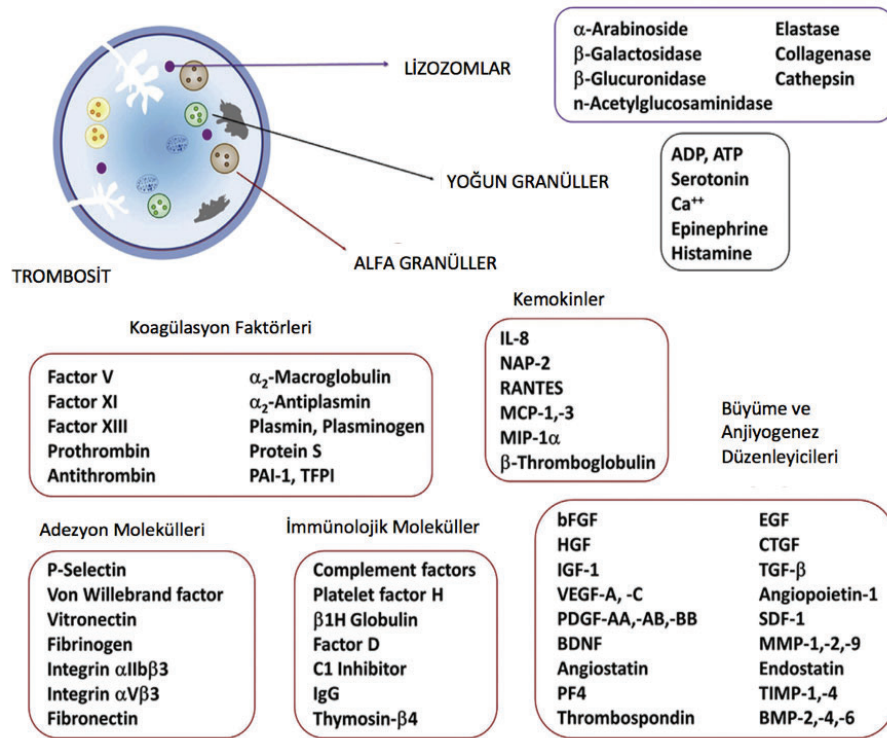 LİZOZOMLAR
α-Arabinoside Elastase
β-Galactosidase Collagenase
β-Glucuronidase Cathepsin
n-Acetylglucosaminidase
YOĞUN GRANÜLLER
ADP, ATP
Serotonin
Ca⁺⁺
Epinephrine
Histamine
ALFA GRANÜLLER
TROMBOSİT
Koagülasyon Faktörleri
Factor V α₂-Macroglobulin
Factor XI α₂-Antiplasmin
Factor XIII Plasmin, Plasminogen
Prothrombin Protein S
Antithrombin PAI-1, TFPI
Kemokinler
IL-8
NAP-2
RANTES
MCP-1,-3
MIP-1α
β-Thromboglobulin
Büyüme ve
Anjiyogenez
Düzenleyicileri
Adezyon Molekülleri
P-Selectin
Von Willebrand factor
Vitronectin
Fibrinogen
Integrin αIIbβ3
Integrin αVβ3
Fibronectin
İmmünolojik Moleküller
Complement factors
Platelet factor H
β1H Globulin
Factor D
C1 Inhibitor
IgG
Thymosin-β4
bFGF EGF
HGF CTGF
IGF-1 TGF-β
VEGF-A, -C Angiopoietin-1
PDGF-AA,-AB,-BB SDF-1
BDNF MMP-1,-2,-9
Angiostatin Endostatin
PF4 TIMP-1,-4
Thrombospondin BMP-2,-4,-6